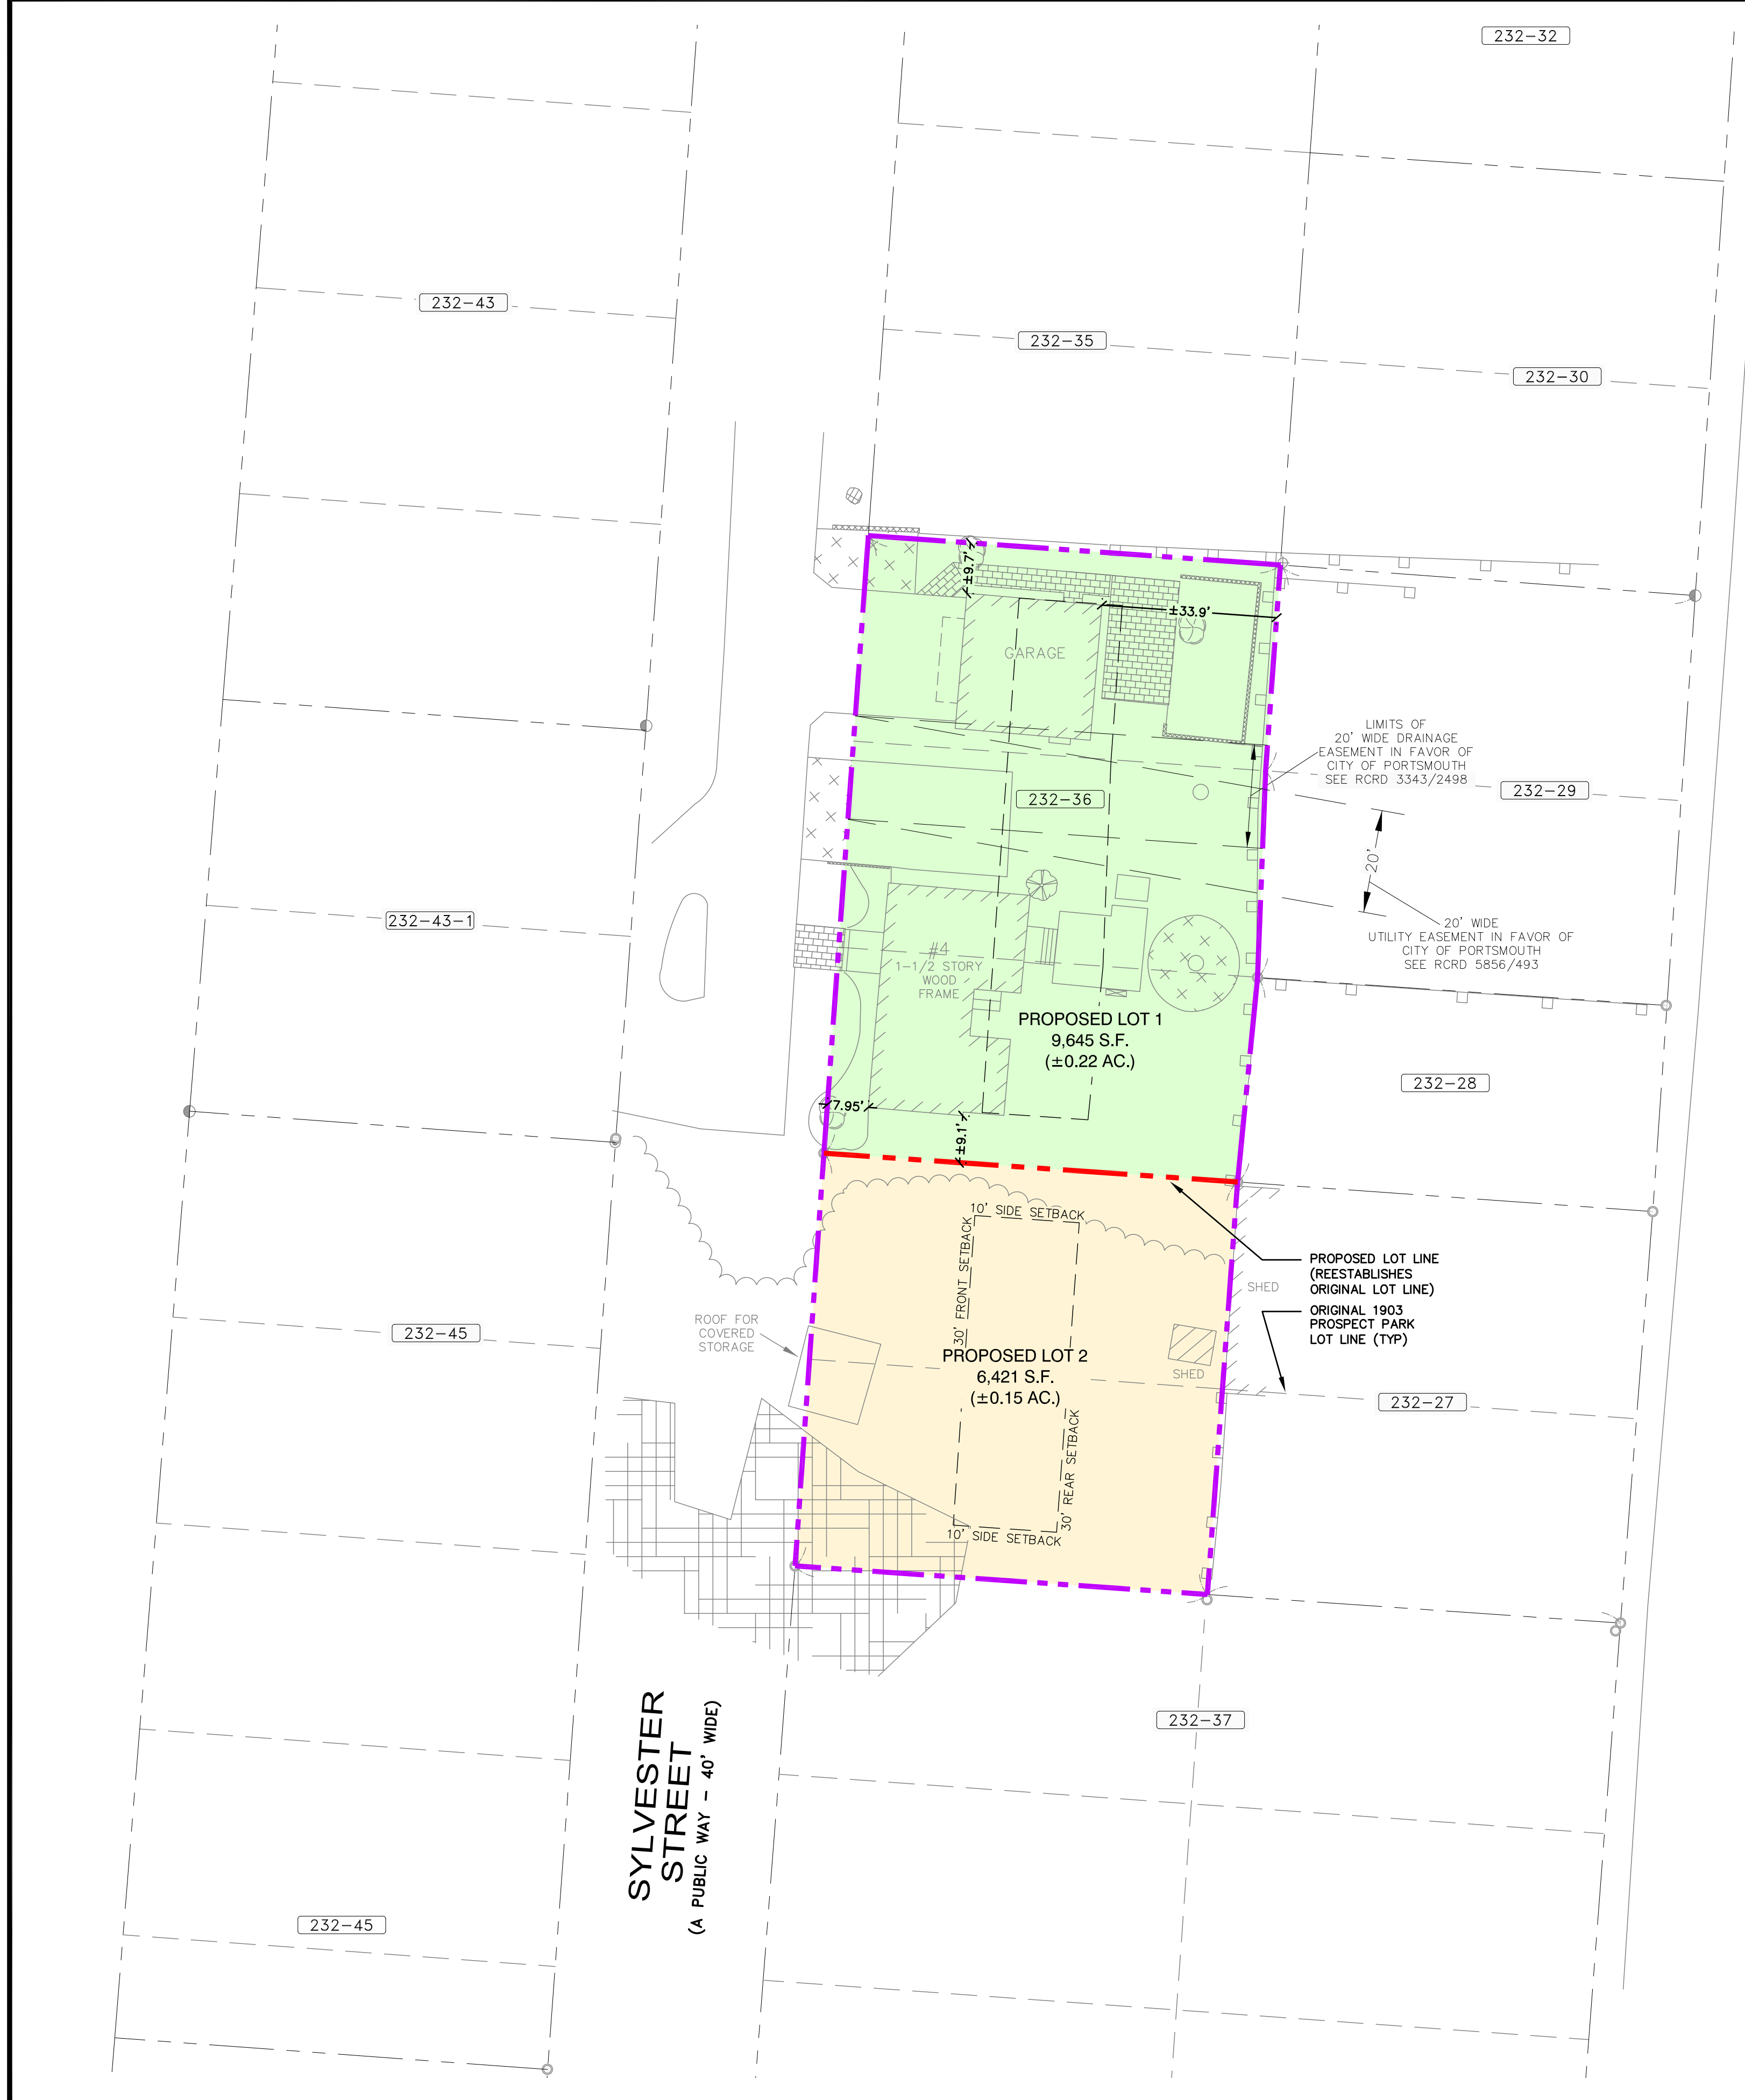 232-32
232-43
232-35
232-30
±9.7'
±33.9'
GARAGE
LIMITS OF
20' WIDE DRAINAGE
EASEMENT IN FAVOR OF
CITY OF PORTSMOUTH
SEE RCRD 3343/2498
232-29
232-36
20'
232-43-1
20' WIDE
UTILITY EASEMENT IN FAVOR OF
CITY OF PORTSMOUTH
SEE RCRD 5856/493
#4
1-1/2 STORY
WOOD
FRAME
PROPOSED LOT 1
9,645 S.F.
(±0.22 AC.)
232-28
7.95'
±9.1'
10' SIDE SETBACK
30' FRONT SETBACK
PROPOSED LOT LINE
(REESTABLISHES
ORIGINAL LOT LINE)
SHED
ORIGINAL 1903
PROSPECT PARK
LOT LINE (TYP)
ROOF FOR
COVERED
STORAGE
232-45
PROPOSED LOT 2
6,421 S.F.
(±0.15 AC.)
SHED
232-27
30' REAR SETBACK
10' SIDE SETBACK
232-37
SYLVESTER
STREET
(A PUBLIC WAY - 40' WIDE)
232-45